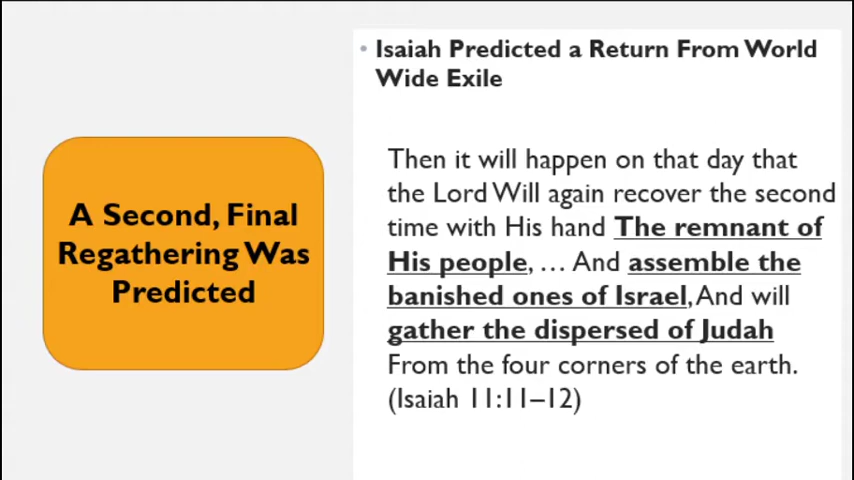 A Second, Final
Regathering Was
Predicted
• Isaiah Predicted a Return From World
Wide Exile
Then it will happen on that day that
the Lord Will again recover the second
time with His hand The remnant of
His people, … And assemble the
banished ones of Israel, And will
gather the dispersed of Judah
From the four corners of the earth.
(Isaiah 11:11–12)